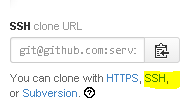 SSH clone URL
git@github.com:serv
You can clone with HTTPS, SSH,
or Subversion. ?